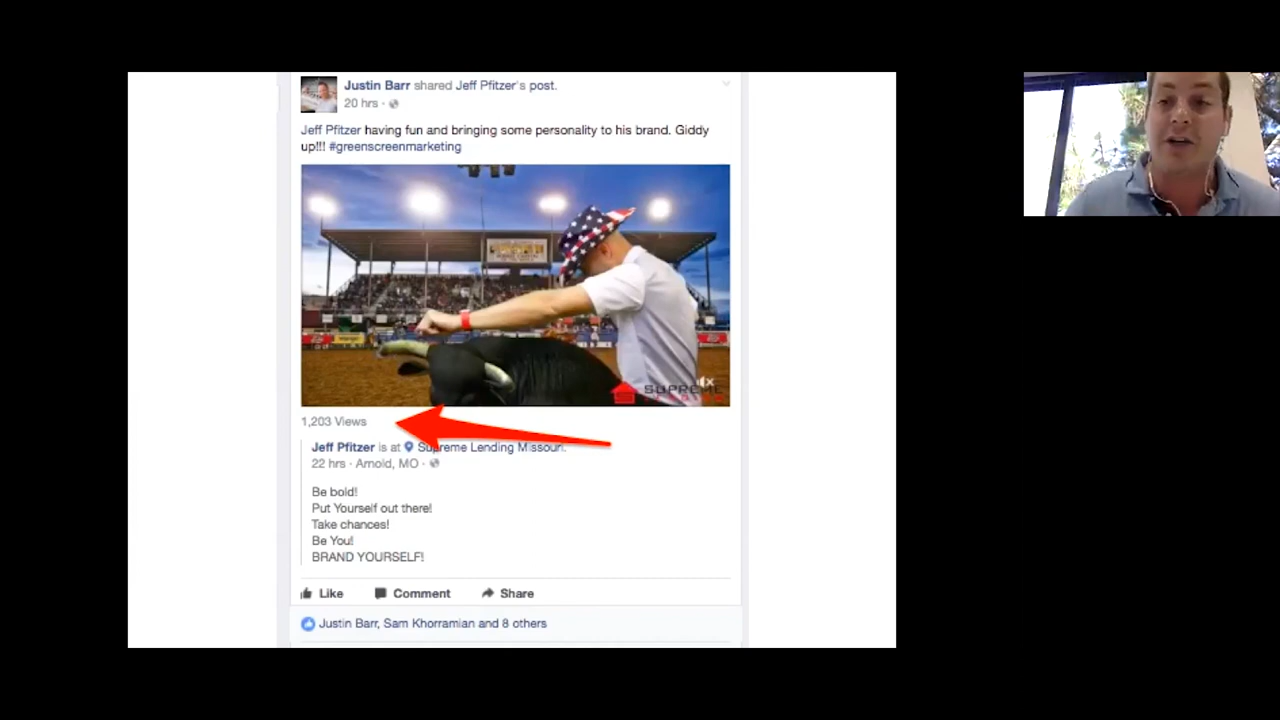 Justin Barr shared Jeff Pfitzer's post.
20 hrs ·
Jeff Pfitzer having fun and bringing some personality to his brand. Giddy
up!!! #greenscreenmarketing
SUPREME
1,203 Views
Jeff Pfitzer is at Supreme Lending Missouri.
22 hrs · Arnold, MO ·
Be bold!
Put Yourself out there!
Take chances!
Be You!
BRAND YOURSELF!
Like Comment Share
Justin Barr, Sam Khorramian and 8 others